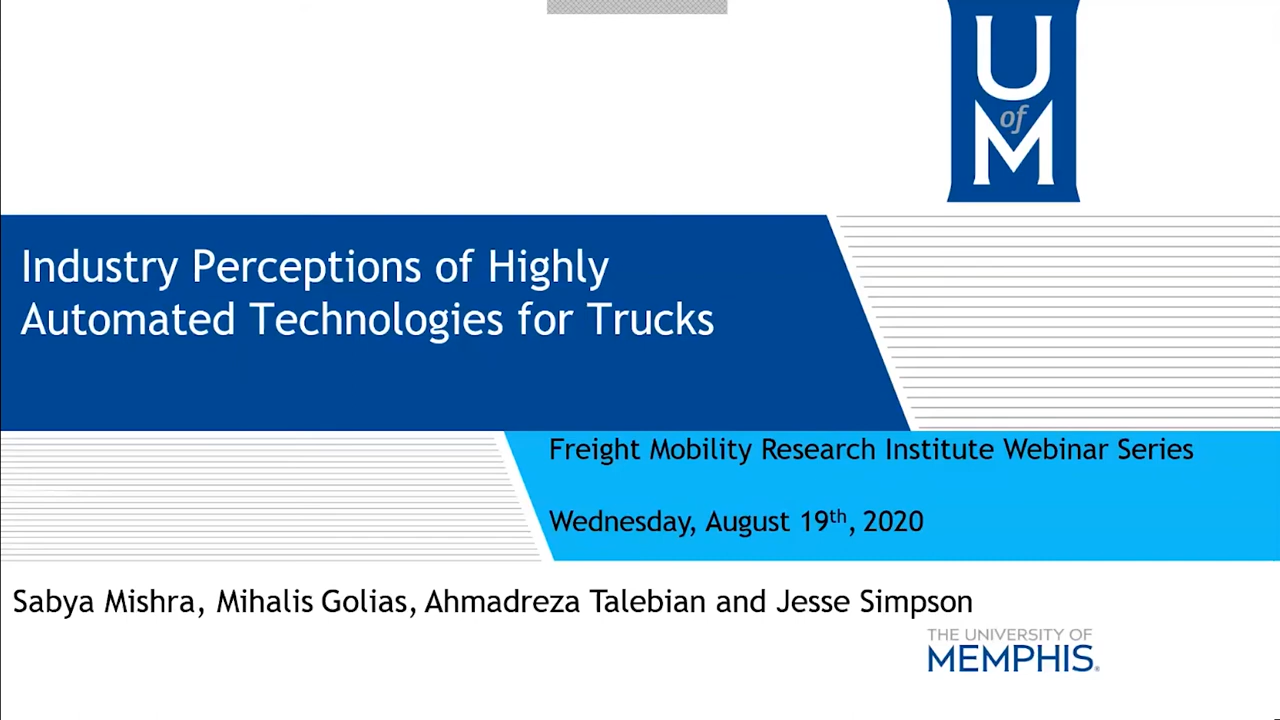 U
of
M
Industry Perceptions of Highly
Automated Technologies for Trucks
Freight Mobility Research Institute Webinar Series
Wednesday, August 19th, 2020
Sabya Mishra, Mihalis Golias, Ahmadreza Talebian and Jesse Simpson
THE UNIVERSITY OF
MEMPHIS®